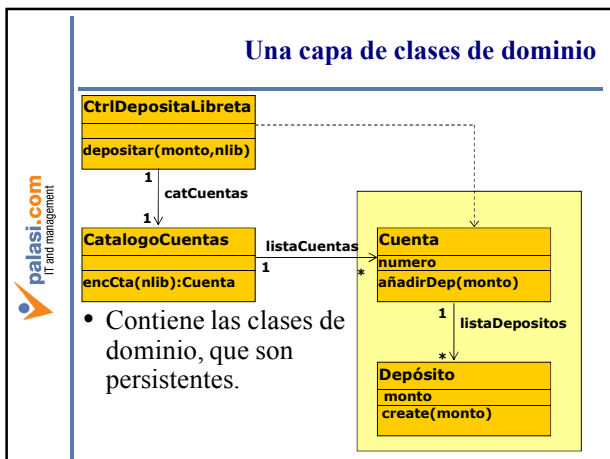 Una capa de clases de dominio
CtrlDepositaLibreta
depositar(monto,nlib)
1
catCuentas
1
CatalogoCuentas
encCta(nlib):Cuenta
listaCuentas
1
*
Cuenta
numero
añadirDep(monto)
1
listaDepositos
*
Depósito
monto
create(monto)
• Contiene las clases de
dominio, que son
persistentes.
palasi.com
IT and management